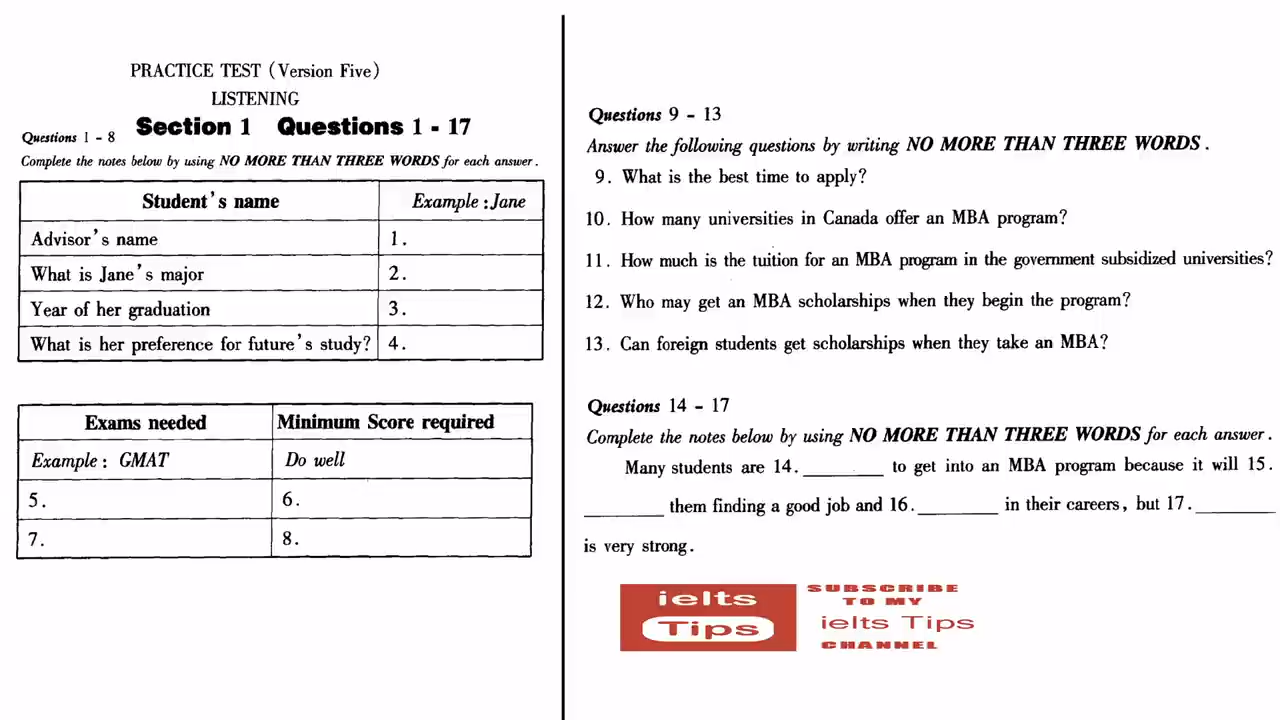 PRACTICE TEST (Version Five)
LISTENING
Section 1 Questions 1 - 17
Questions 1 - 8
Complete the notes below by using NO MORE THAN THREE WORDS for each answer.
Student's name Example: Jane
Advisor's name 1.
What is Jane's major 2.
Year of her graduation 3.
What is her preference for future's study? 4.
Exams needed Minimum Score required
Example: GMAT Do well
5. 6.
7. 8.
Questions 9 - 13
Answer the following questions by writing NO MORE THAN THREE WORDS.
9. What is the best time to apply?
10. How many universities in Canada offer an MBA program?
11. How much is the tuition for an MBA program in the government subsidized universities?
12. Who may get an MBA scholarships when they begin the program?
13. Can foreign students get scholarships when they take an MBA?
Questions 14 - 17
Complete the notes below by using NO MORE THAN THREE WORDS for each answer.
Many students are 14. ________ to get into an MBA program because it will 15.
________ them finding a good job and 16. ________ in their careers, but 17. ________
is very strong.
ielts
Tips
SUBSCRIBE
TO MY
ielts Tips
CHANNEL